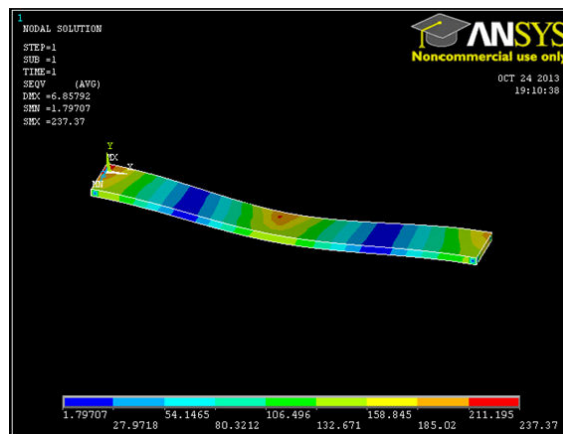 1
NODAL SOLUTION
STEP=1
SUB =1
TIME=1
SEQV (AVG)
DMX =6.85792
SMN =1.79707
SMX =237.37
ANSYS
Noncommercial use only
OCT 24 2013
19:10:38
Y
MX
X
MN
1.79707 54.1465 106.496 158.845 211.195
27.9718 80.3212 132.671 185.02 237.37